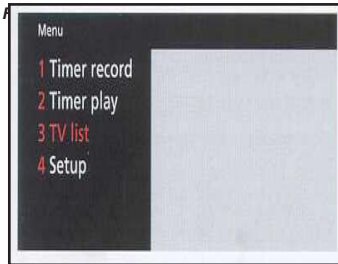 Menu
1 Timer record
2 Timer play
3 TV list
4 Setup